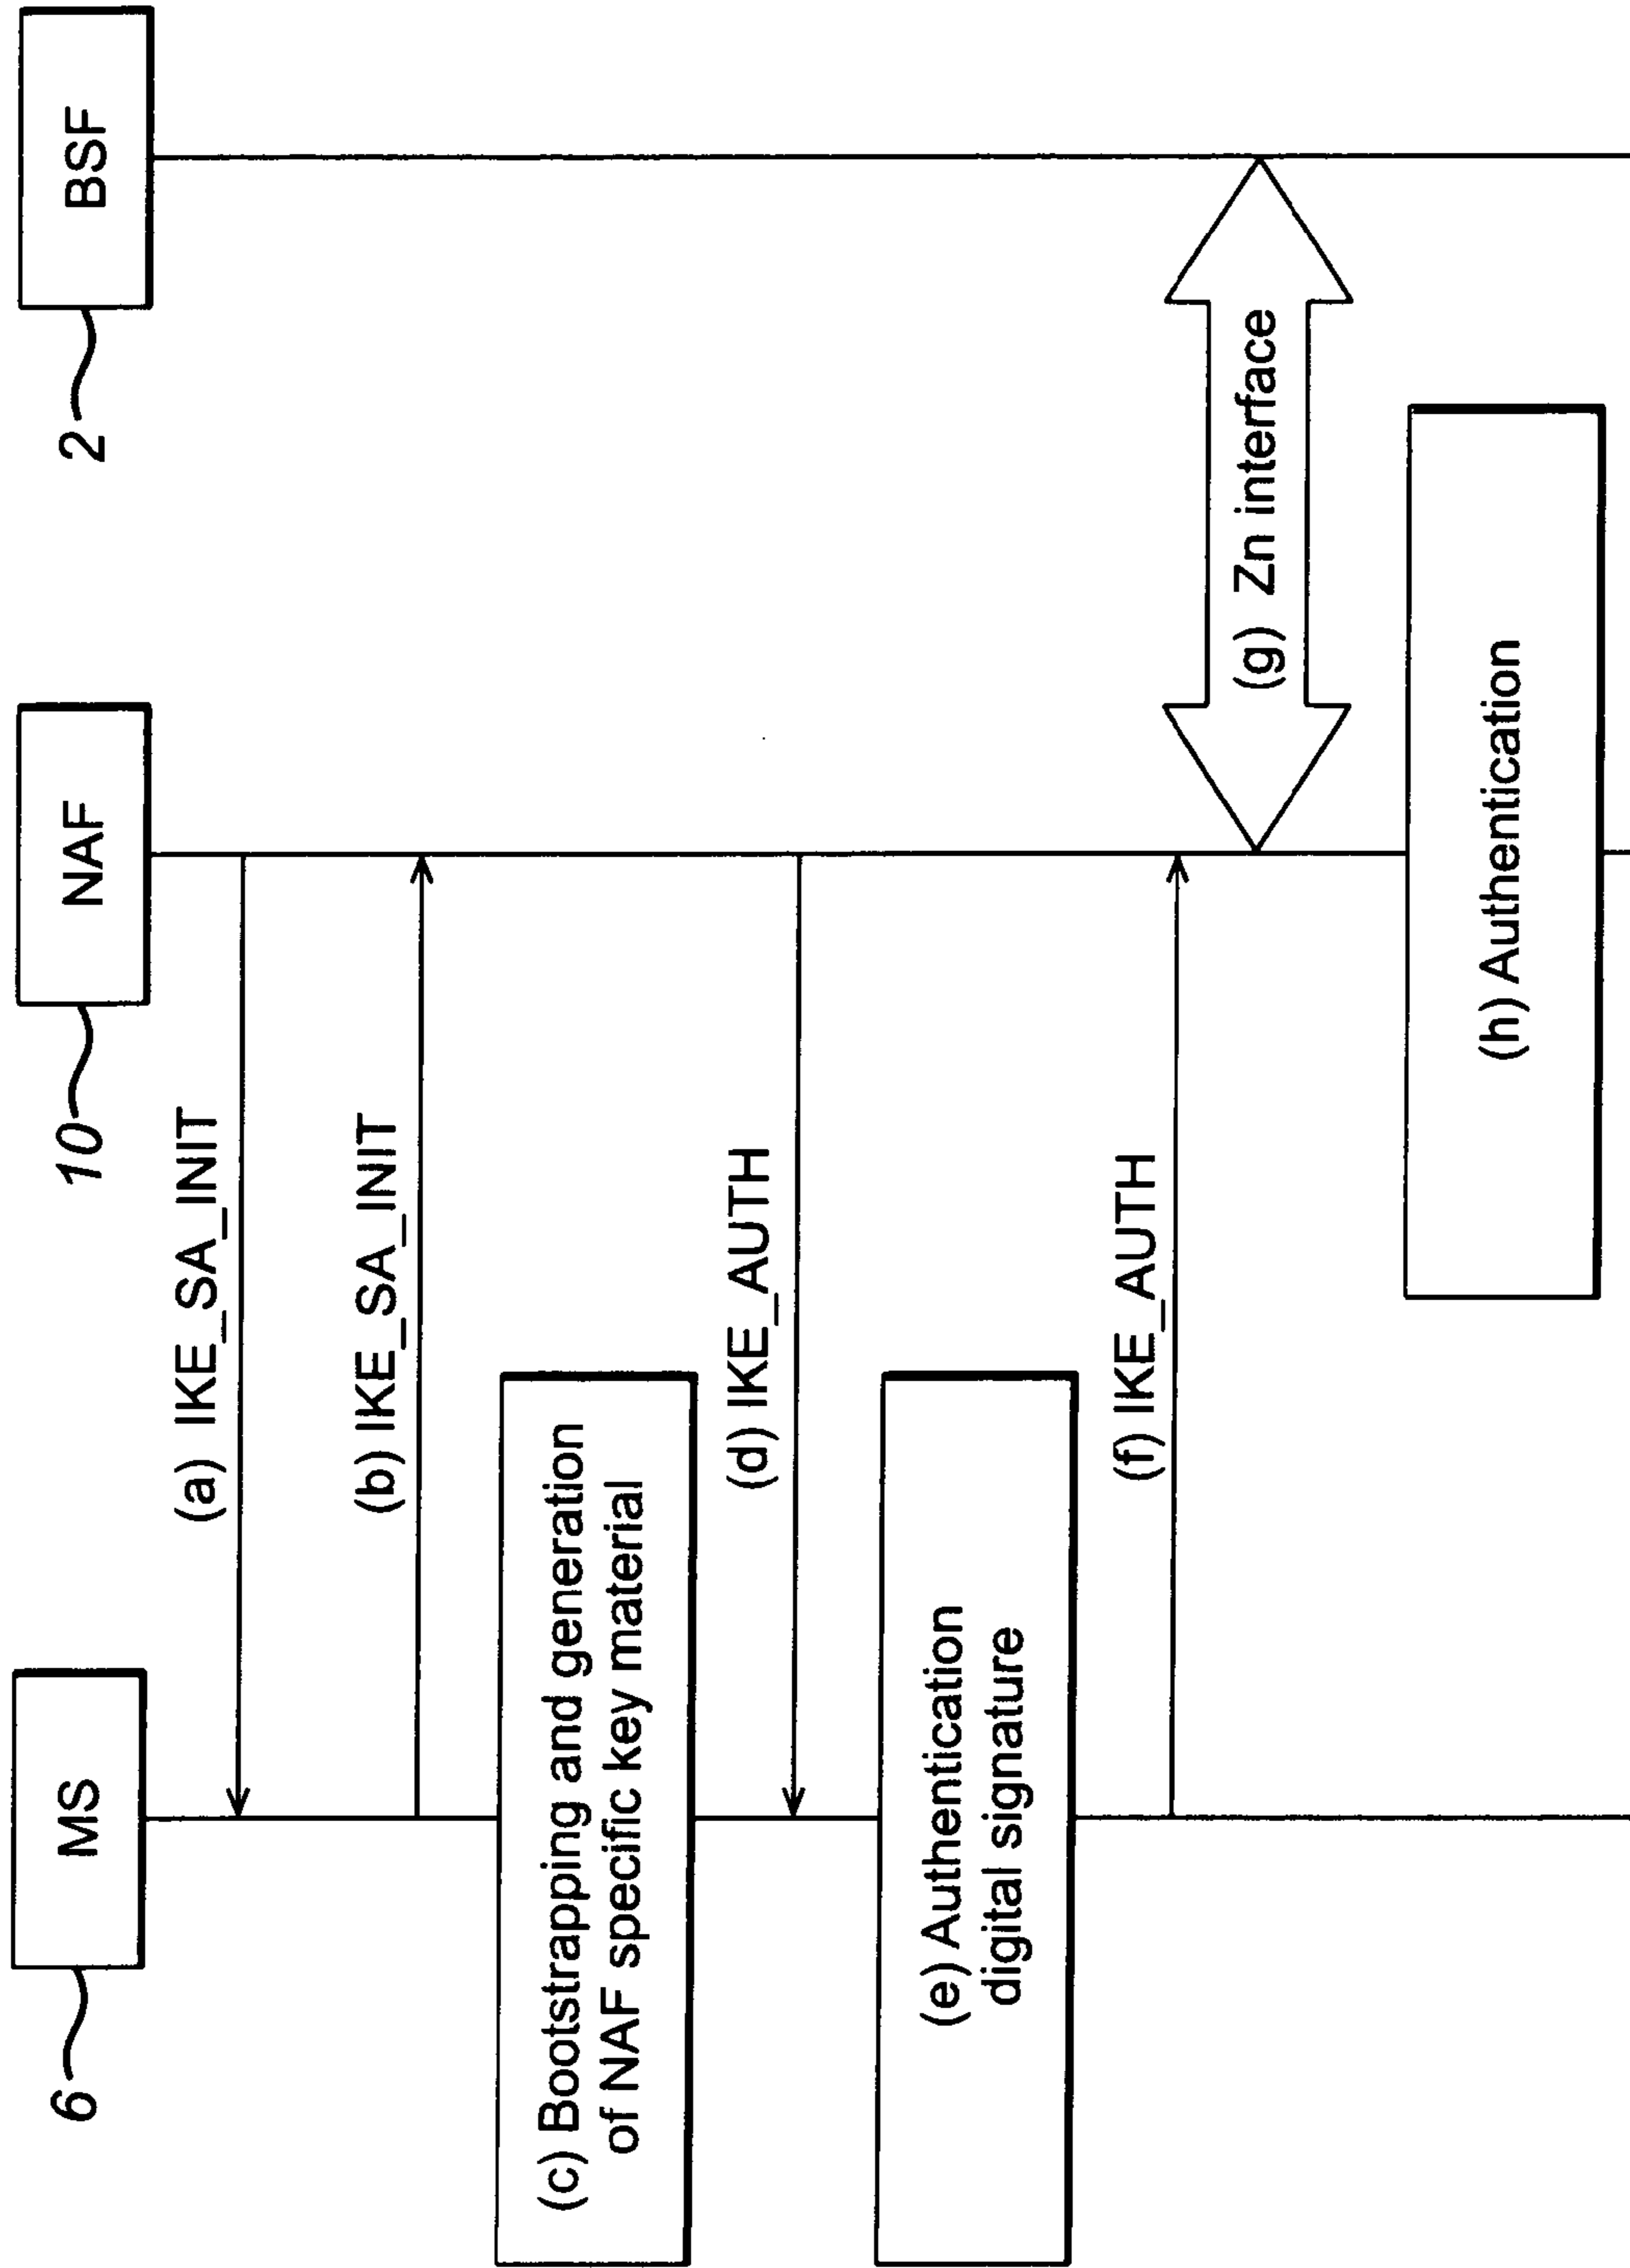 MS
6
NAF
10
BSF
2
(a) IKE_SA_INIT
(b) IKE_SA_INIT
(c) Bootstrapping and generation
of NAF specific key material
(d) IKE_AUTH
(e) Authentication
digital signature
(f) IKE_AUTH
(g) Zn interface
(h) Authentication